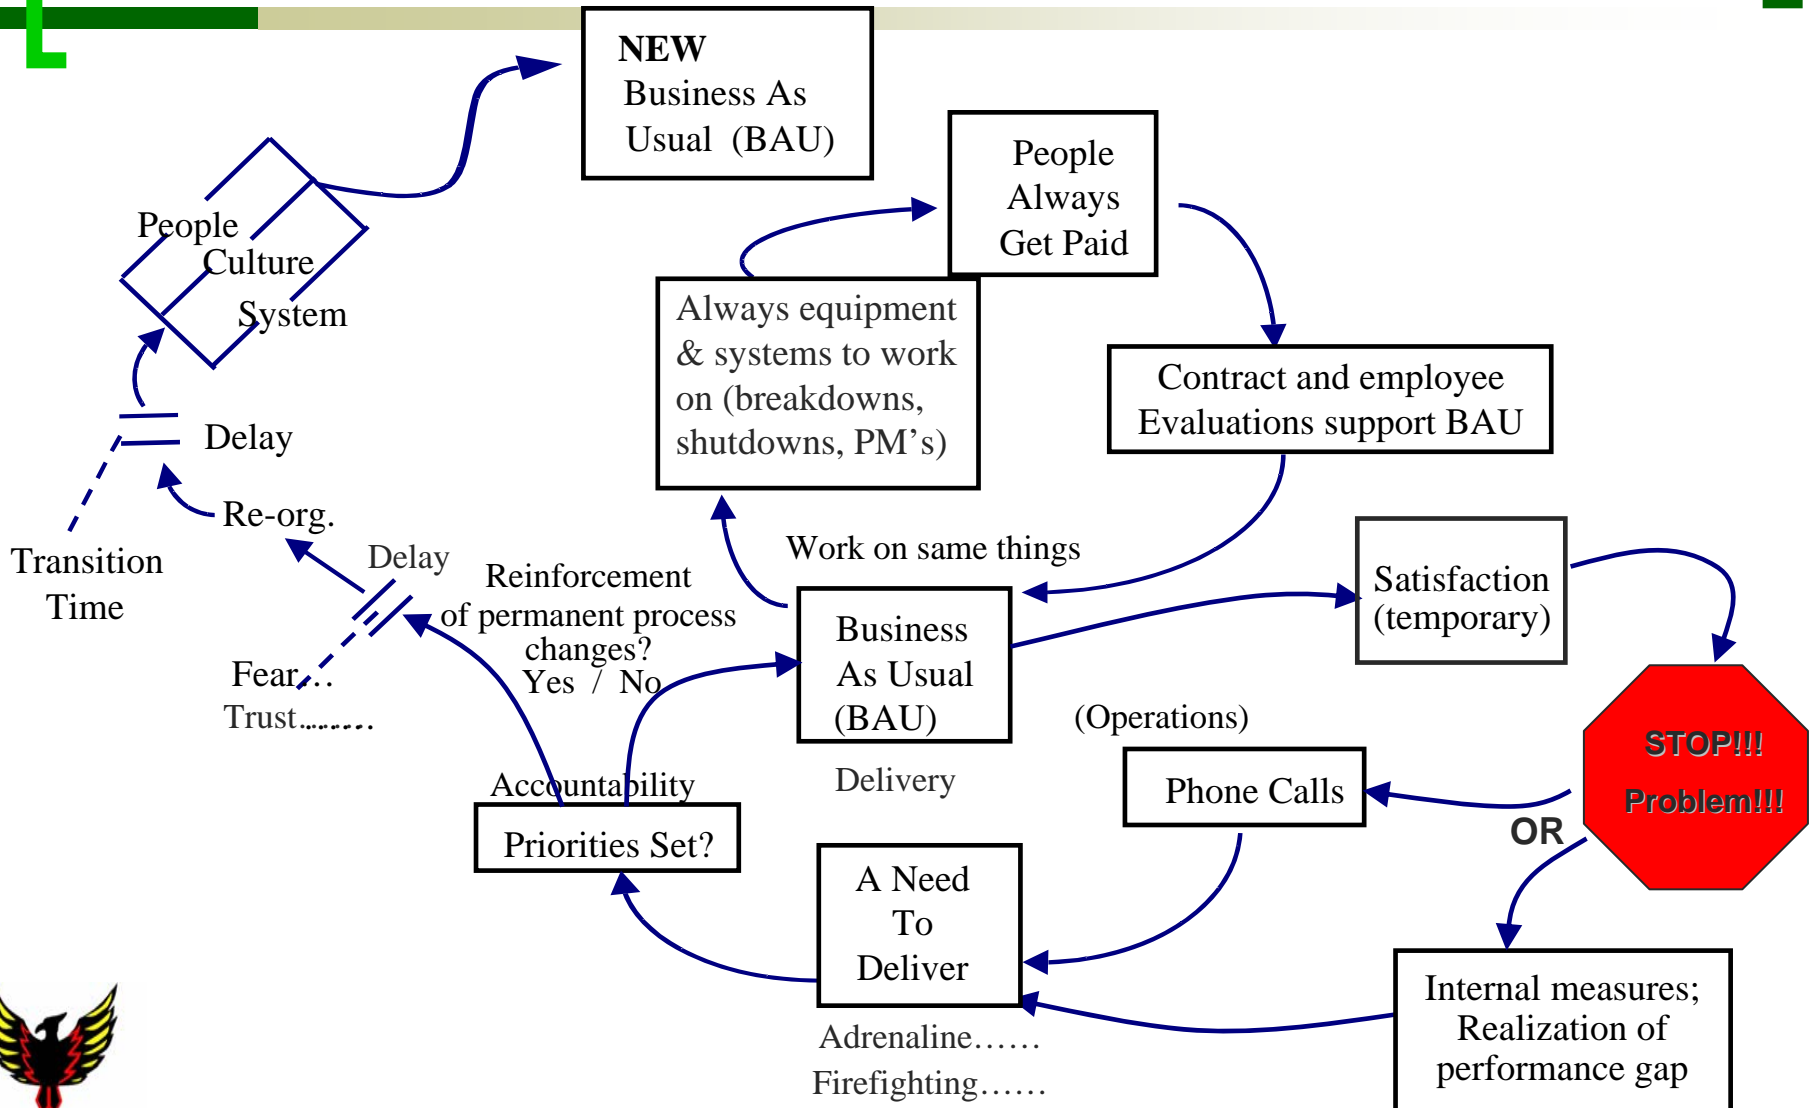 NEW
Business As
Usual (BAU)
People
Always
Get Paid
People
Culture
System
Always equipment
& systems to work
on (breakdowns,
shutdowns, PM’s)
Contract and employee
Evaluations support BAU
Delay
Re-org.
Transition
Time
Delay
Reinforcement
of permanent process
changes?
Yes / No
Work on same things
Business
As Usual
(BAU)
Satisfaction
(temporary)
Fear…
Trust……..
(Operations)
STOP!!!
Problem!!!
Accountability
Priorities Set?
Delivery
Phone Calls
OR
A Need
To
Deliver
Adrenaline……
Firefighting……
Internal measures;
Realization of
performance gap